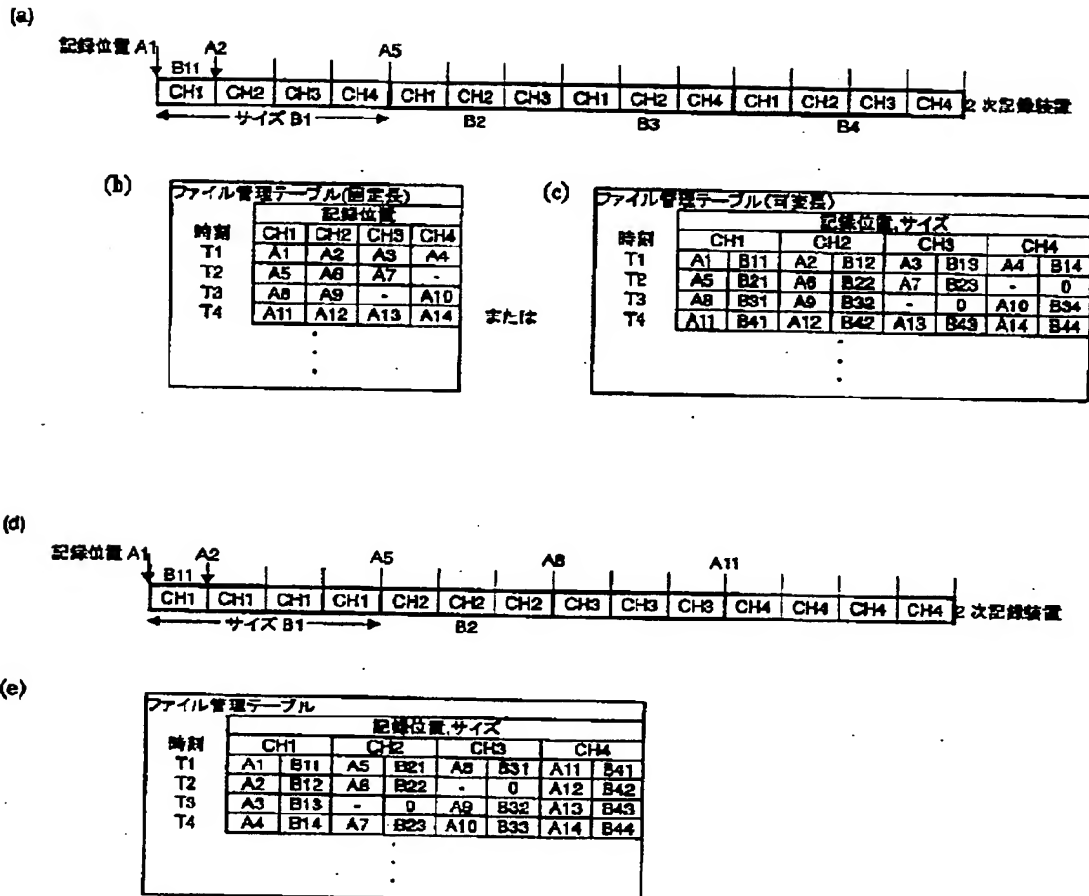 (a)
記録位置 A1 A2 A5
B11
CH1 CH2 CH3 CH4 CH1 CH2 CH3 CH1 CH2 CH4 CH1 CH2 CH3 CH4 2次記録装置
サイズ B1 B2 B3 B4
(b)
ファイル管理テーブル(固定長)
記録位置
時刻 CH1 CH2 CH3 CH4
T1 A1 A2 A3 A4
T2 A5 A6 A7 -
T3 A8 A9 - A10
T4 A11 A12 A13 A14
または
(c)
ファイル管理テーブル(可変長)
記録位置,サイズ
時刻 CH1 CH2 CH3 CH4
T1 A1 B11 A2 B12 A3 B13 A4 B14
T2 A5 B21 A6 B22 A7 B23 - 0
T3 A8 B31 A9 B32 - 0 A10 B34
T4 A11 B41 A12 B42 A13 B43 A14 B44
(d)
記録位置 A1 A2 A5 A8 A11
B11
CH1 CH1 CH1 CH1 CH2 CH2 CH2 CH3 CH3 CH3 CH4 CH4 CH4 CH4 2次記録装置
サイズ B1 B2
(e)
ファイル管理テーブル
記録位置,サイズ
時刻 CH1 CH2 CH3 CH4
T1 A1 B11 A5 B21 A8 B31 A11 B41
T2 A2 B12 A6 B22 - 0 A12 B42
T3 A3 B13 - 0 A9 B32 A13 B43
T4 A4 B14 A7 B23 A10 B33 A14 B44